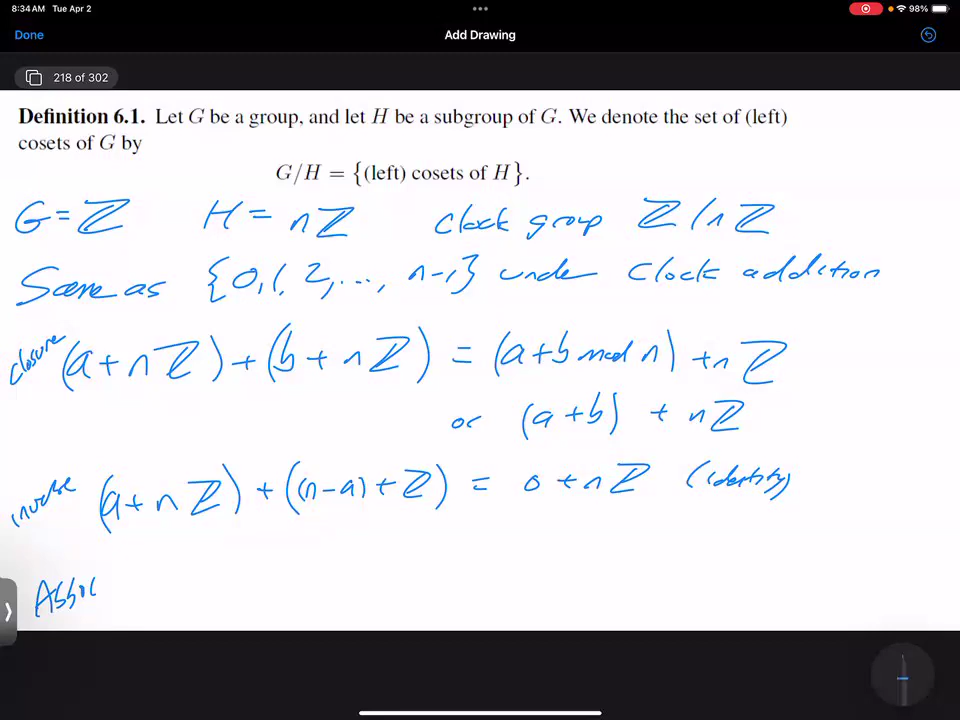 8:34 AM Tue Apr 2
98%
Done
Add Drawing
218 of 302
Definition 6.1. Let G be a group, and let H be a subgroup of G. We denote the set of (left)
cosets of G by
G/H = {(left) cosets of H}.
G = ℤ H = nℤ Clock group ℤ/nℤ
Same as {0, 1, 2, ..., n-1} under clock addition
closure (a + nℤ) + (b + nℤ) = (a+b mod n) + nℤ
or (a+b) + nℤ
inverse (a + nℤ) + ((n-a) + ℤ) = 0 + nℤ (identity)
Assoc